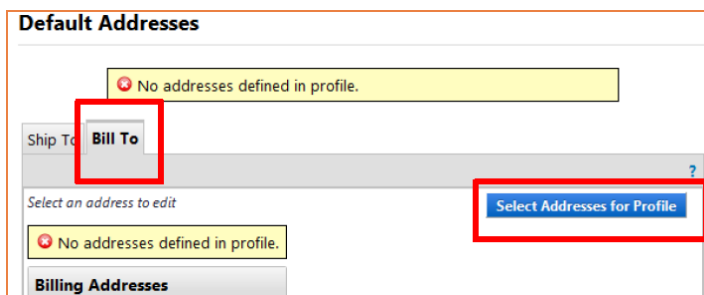 Default Addresses
No addresses defined in profile.
Ship To Bill To
?
Select an address to edit
Select Addresses for Profile
No addresses defined in profile.
Billing Addresses